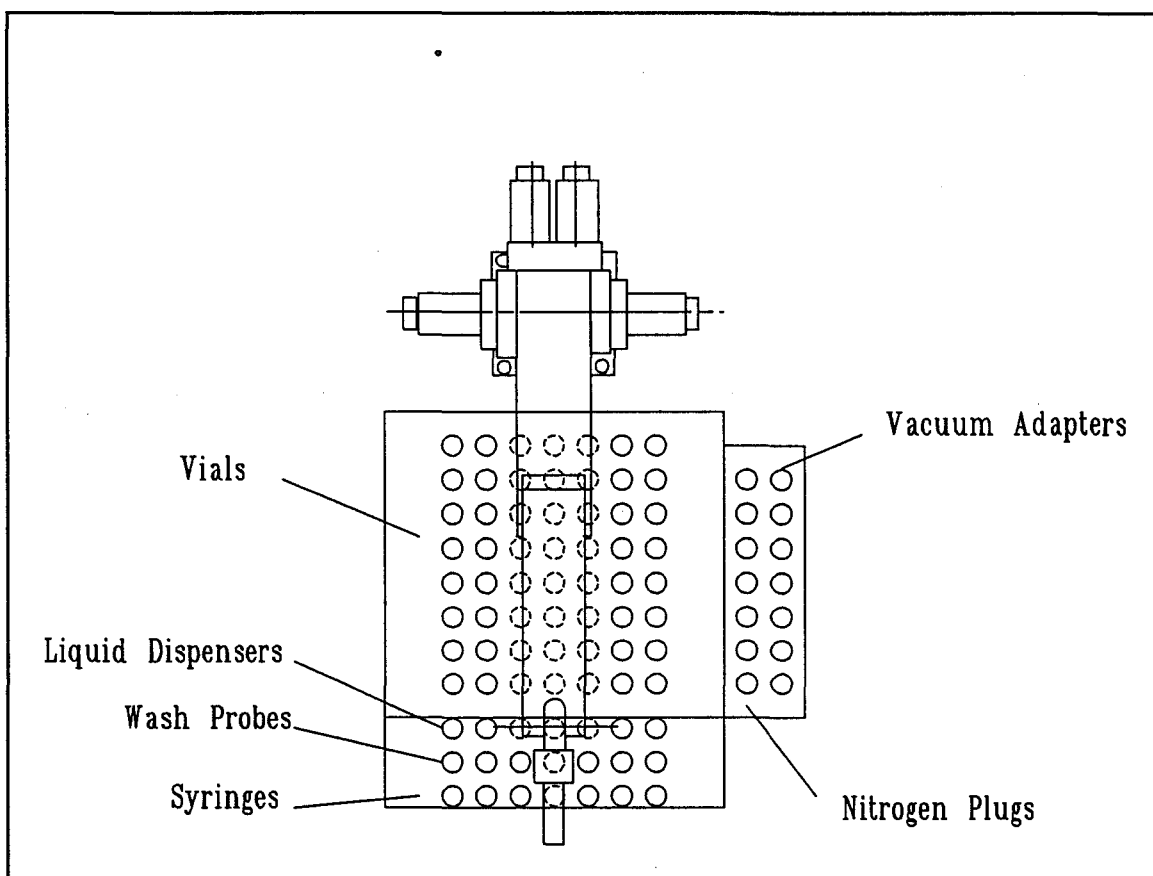 Vacuum Adapters
Vials
Liquid Dispensers
Wash Probes
Syringes
Nitrogen Plugs